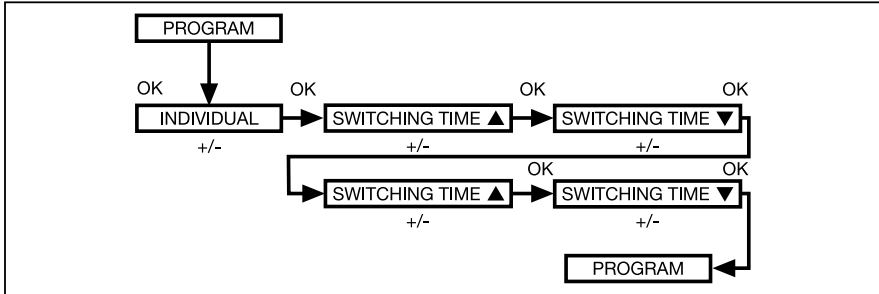 PROGRAM
OK OK OK OK
INDIVIDUAL SWITCHING TIME ▲ SWITCHING TIME ▼
+/- +/- +/-
OK OK
SWITCHING TIME ▲ SWITCHING TIME ▼
+/- +/-
PROGRAM